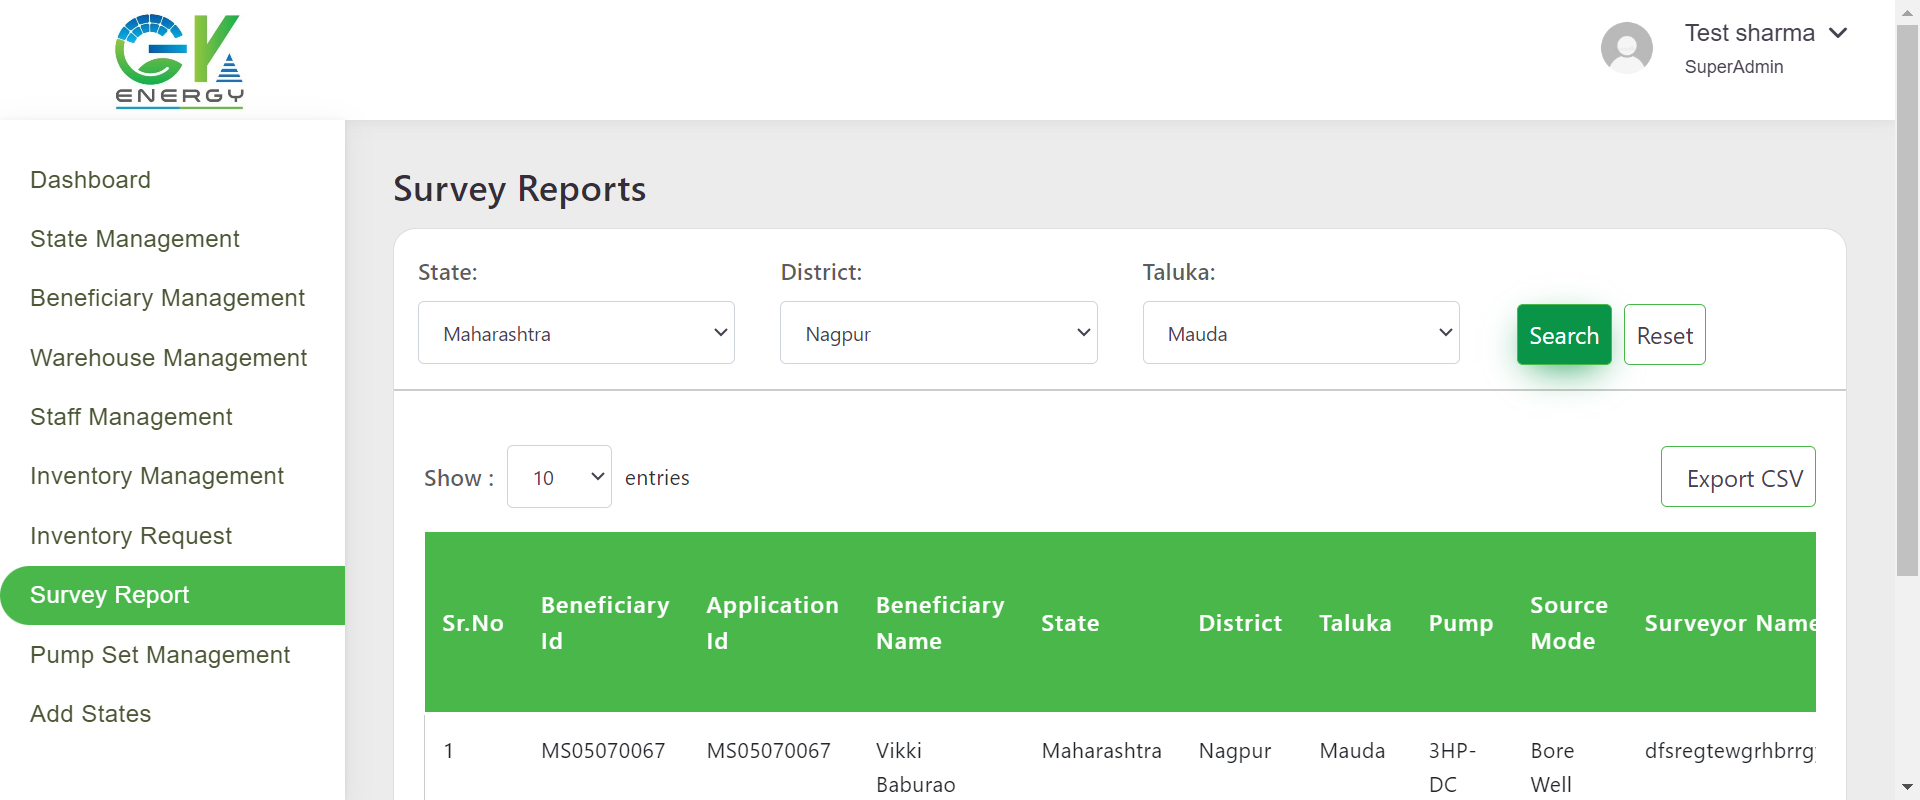 GK
ENERGY
Test sharma
SuperAdmin
Dashboard
State Management
Beneficiary Management
Warehouse Management
Staff Management
Inventory Management
Inventory Request
Survey Report
Pump Set Management
Add States
Survey Reports
State: District: Taluka:
Maharashtra Nagpur Mauda Search Reset
Show : 10 entries Export CSV
Sr.No Beneficiary Id Application Id Beneficiary Name State District Taluka Pump Source Mode Surveyor Name
1 MS05070067 MS05070067 Vikki Baburao Maharashtra Nagpur Mauda 3HP-DC Bore Well